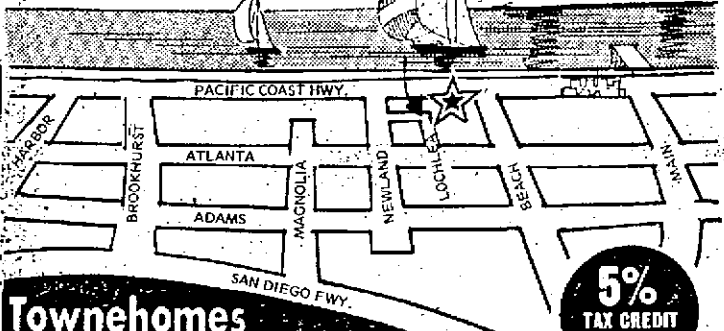 PACIFIC COAST HWY.
HARBOR
BROOKHURST
ATLANTA
MAGNOLIA
NEWLAND
LOCHLEA
BEACH
MAIN
ADAMS
SAN DIEGO FWY.
5%
TAX CREDIT
Townehomes